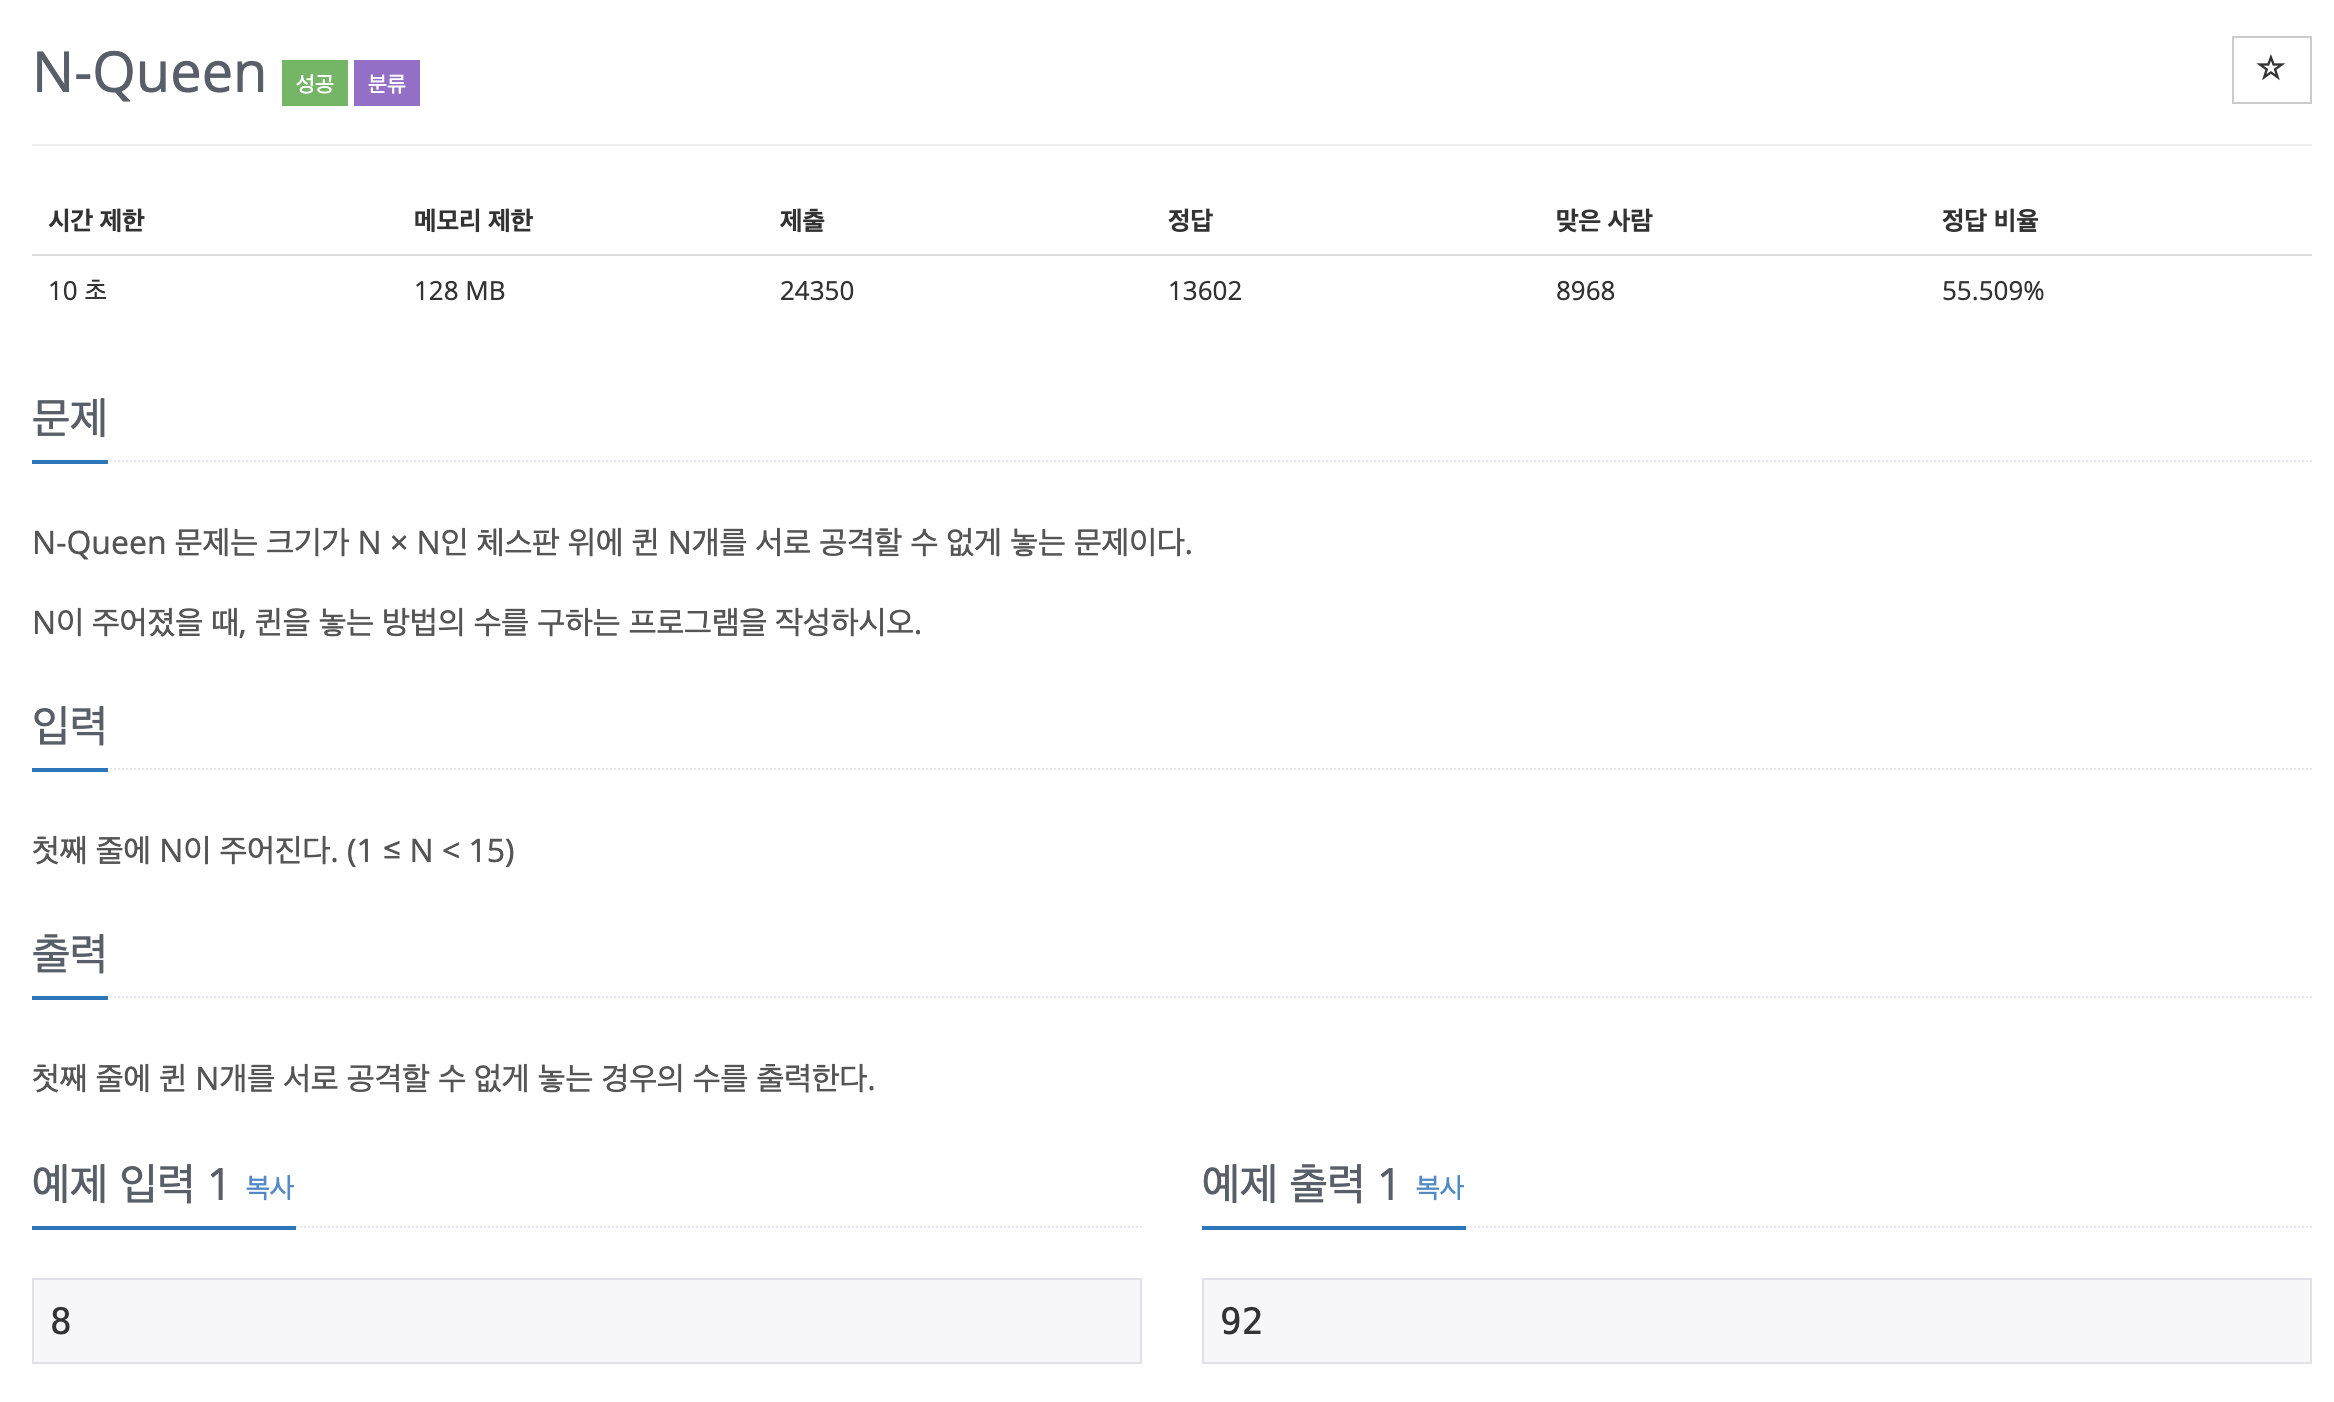 N-Queen 성공 분류
☆
시간 제한 메모리 제한 제출 정답 맞은 사람 정답 비율
10 초 128 MB 24350 13602 8968 55.509%
문제
N-Queen 문제는 크기가 N × N인 체스판 위에 퀸 N개를 서로 공격할 수 없게 놓는 문제이다.
N이 주어졌을 때, 퀸을 놓는 방법의 수를 구하는 프로그램을 작성하시오.
입력
첫째 줄에 N이 주어진다. (1 ≤ N < 15)
출력
첫째 줄에 퀸 N개를 서로 공격할 수 없게 놓는 경우의 수를 출력한다.
예제 입력 1 복사
8
예제 출력 1 복사
92